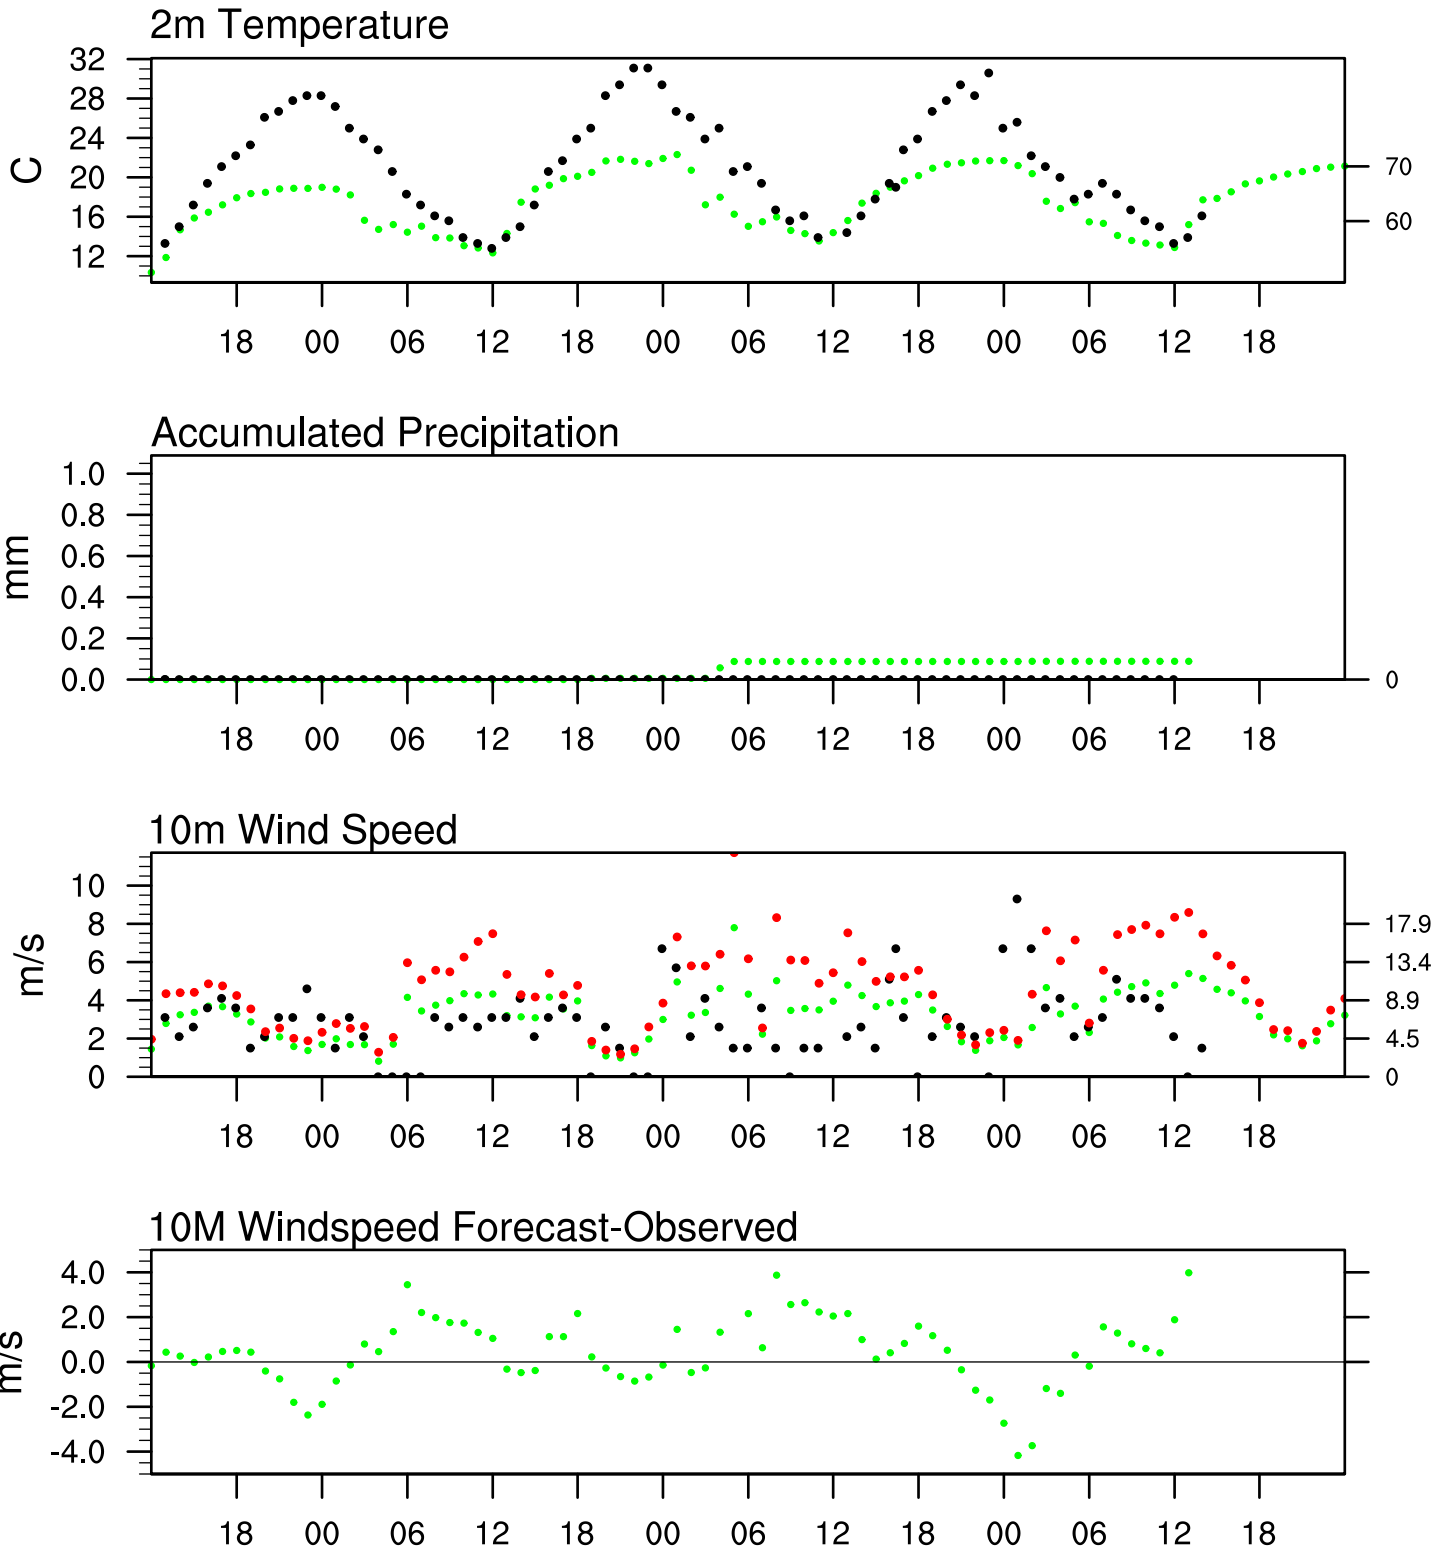 2m Temperature
32
28
24
20
16
12
C
70
60
18 00 06 12 18 00 06 12 18 00 06 12 18
Accumulated Precipitation
1.0
0.8
0.6
0.4
0.2
0.0
mm
0
18 00 06 12 18 00 06 12 18 00 06 12 18
10m Wind Speed
10
8
6
4
2
0
m/s
17.9
13.4
8.9
4.5
0
18 00 06 12 18 00 06 12 18 00 06 12 18
10M Windspeed Forecast-Observed
4.0
2.0
0.0
-2.0
-4.0
m/s
18 00 06 12 18 00 06 12 18 00 06 12 18